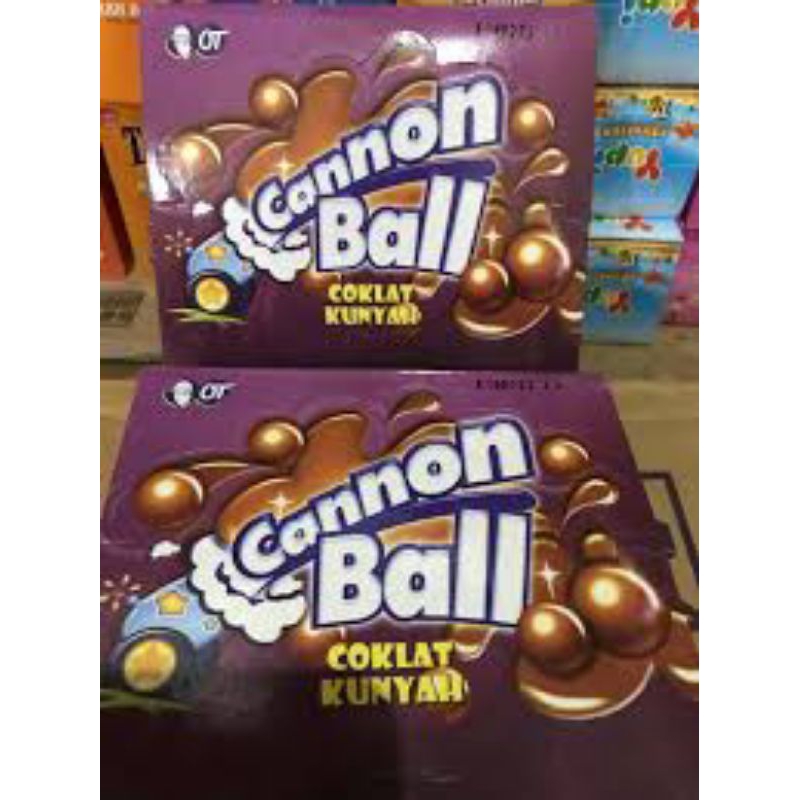 OT
Cannon
Ball
COKLAT
KUNYAH
OT
Cannon
Ball
COKLAT
KUNYAH